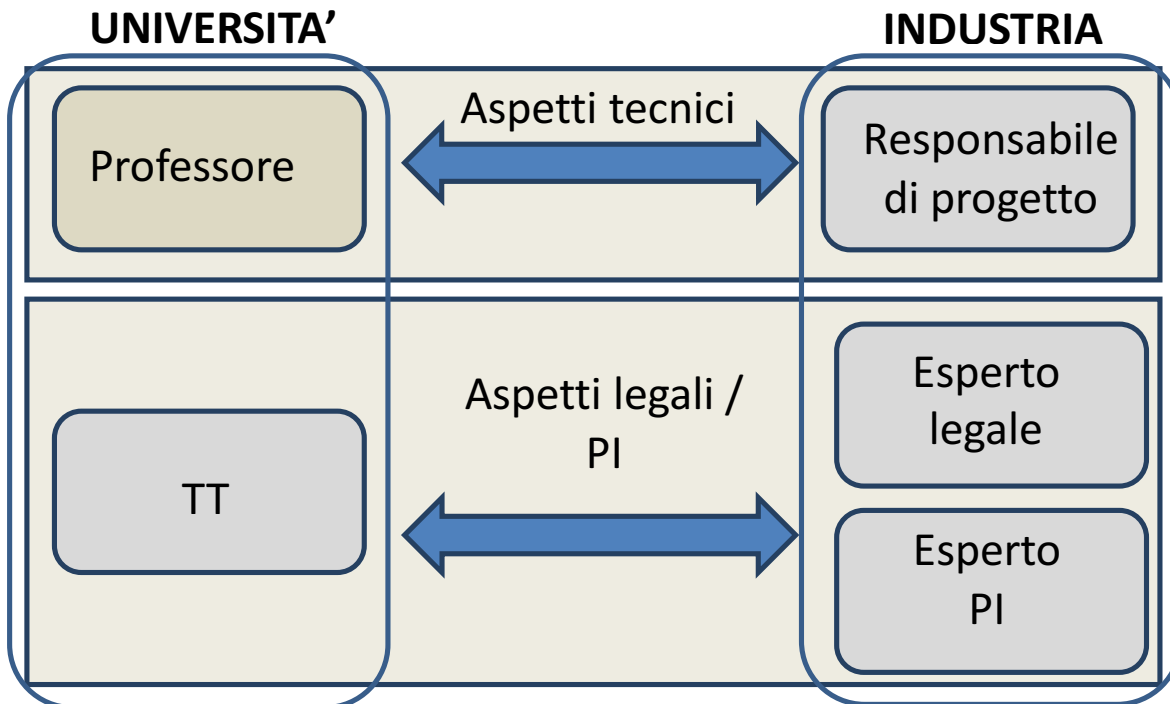 UNIVERSITA’
INDUSTRIA
Professore
Aspetti tecnici
Responsabile
di progetto
TT
Aspetti legali /
PI
Esperto
legale
Esperto
PI